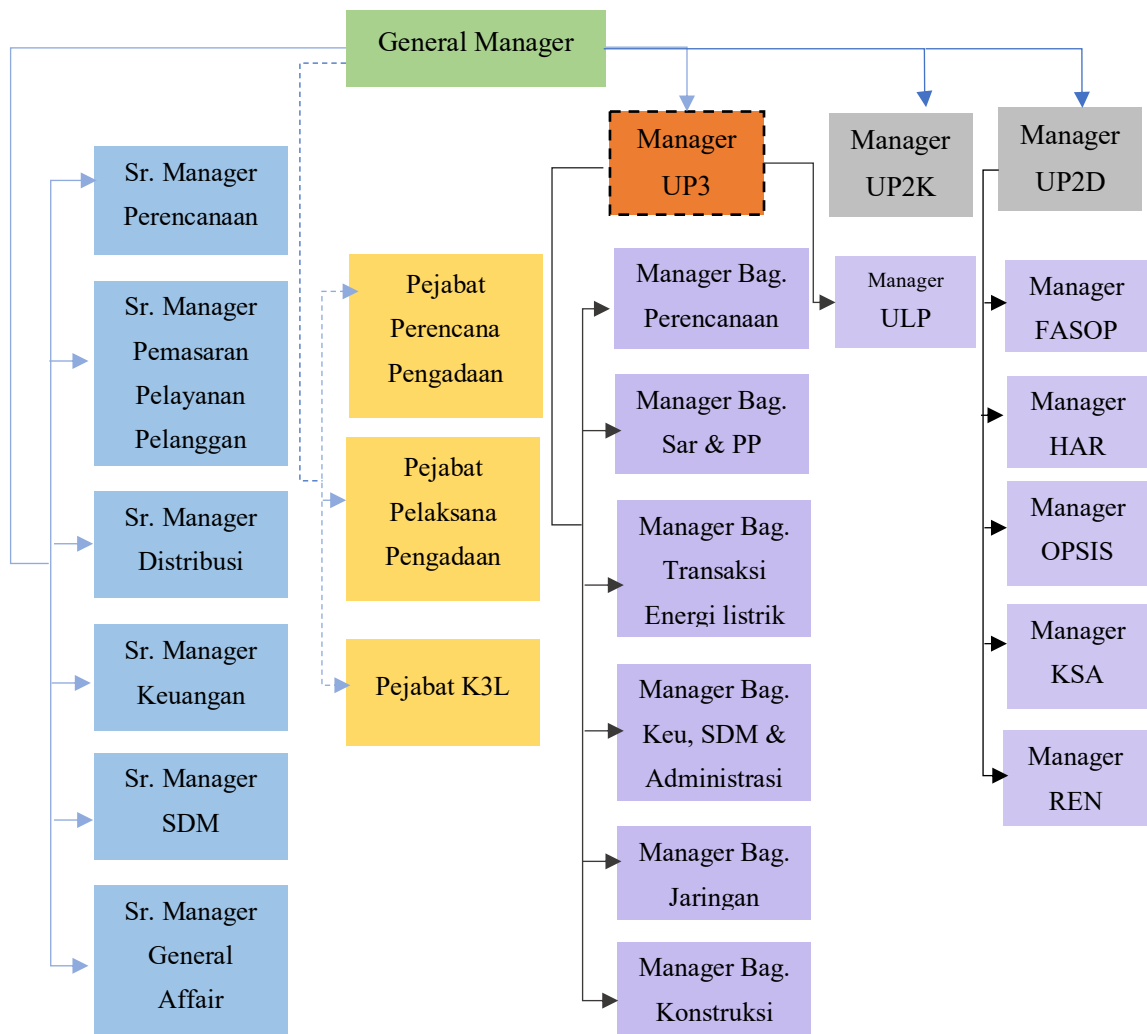 General Manager
Sr. Manager
Perencanaan
Sr. Manager
Pemasaran
Pelayanan
Pelanggan
Sr. Manager
Distribusi
Sr. Manager
Keuangan
Sr. Manager
SDM
Sr. Manager
General
Affair
Pejabat
Perencana
Pengadaan
Pejabat
Pelaksana
Pengadaan
Pejabat K3L
Manager
UP3
Manager Bag.
Perencanaan
Manager Bag.
Sar & PP
Manager Bag.
Transaksi
Energi listrik
Manager Bag.
Keu, SDM &
Administrasi
Manager Bag.
Jaringan
Manager Bag.
Konstruksi
Manager
UP2K
Manager
ULP
Manager
UP2D
Manager
FASOP
Manager
HAR
Manager
OPSIS
Manager
KSA
Manager
REN